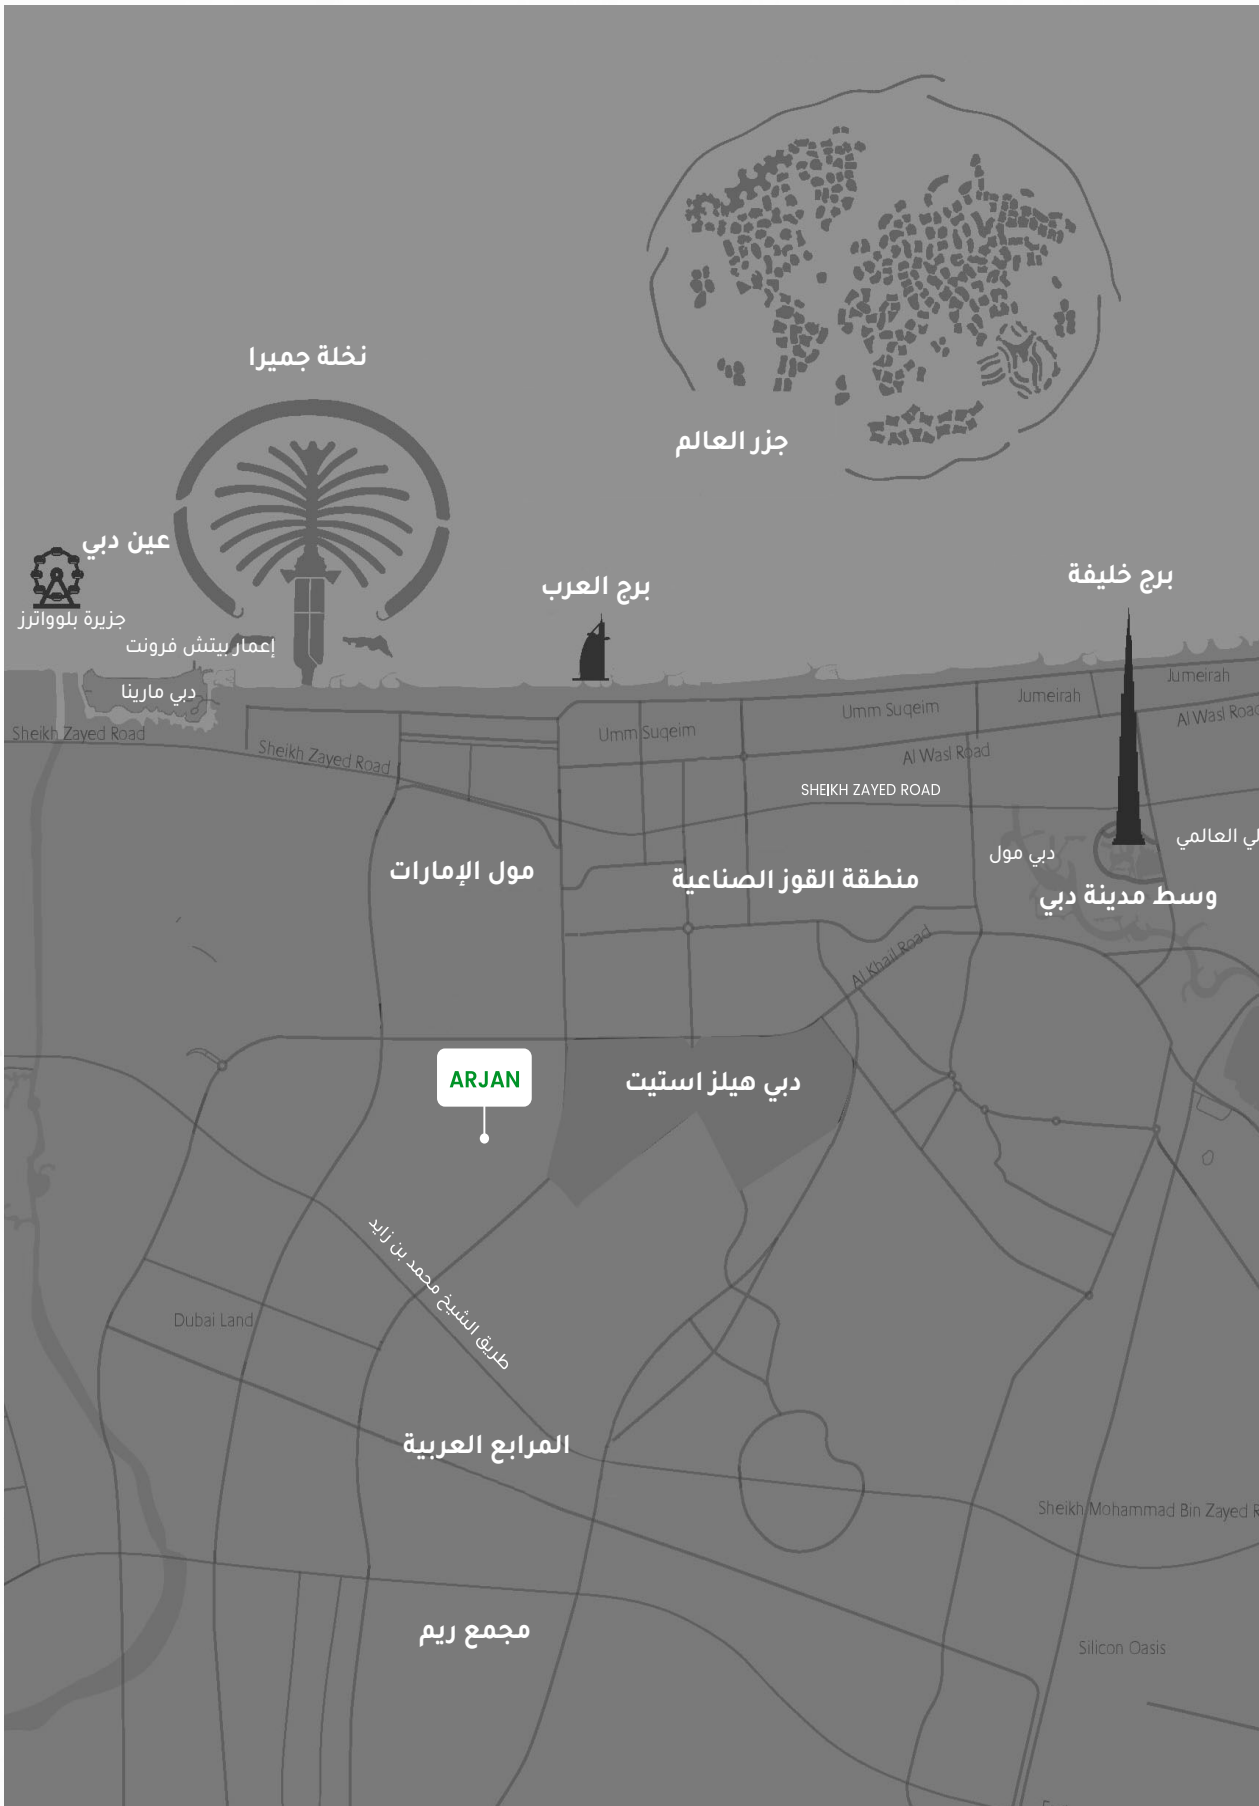 نخلة جميرا
جزر العالم
عين دبي
برج خليفة
برج العرب
جزيرة بلوواترز
إعمار بيتش فرونت
Jumeirah
دبي مارينا
Jumeirah
Umm Suqeim
Al Wasl Road
Umm Suqeim
Sheikh Zayed Road
Sheikh Zayed Road
Al Wasl Road
SHEIKH ZAYED ROAD
لي العالمي
دبي مول
مول الإمارات
منطقة القوز الصناعية
وسط مدينة دبي
Al Khail Road
ARJAN
دبي هيلز استيت
طريق الشيخ محمد بن زايد
Dubai Land
المرابع العربية
Sheikh Mohammad Bin Zayed R
مجمع ريم
Silicon Oasis